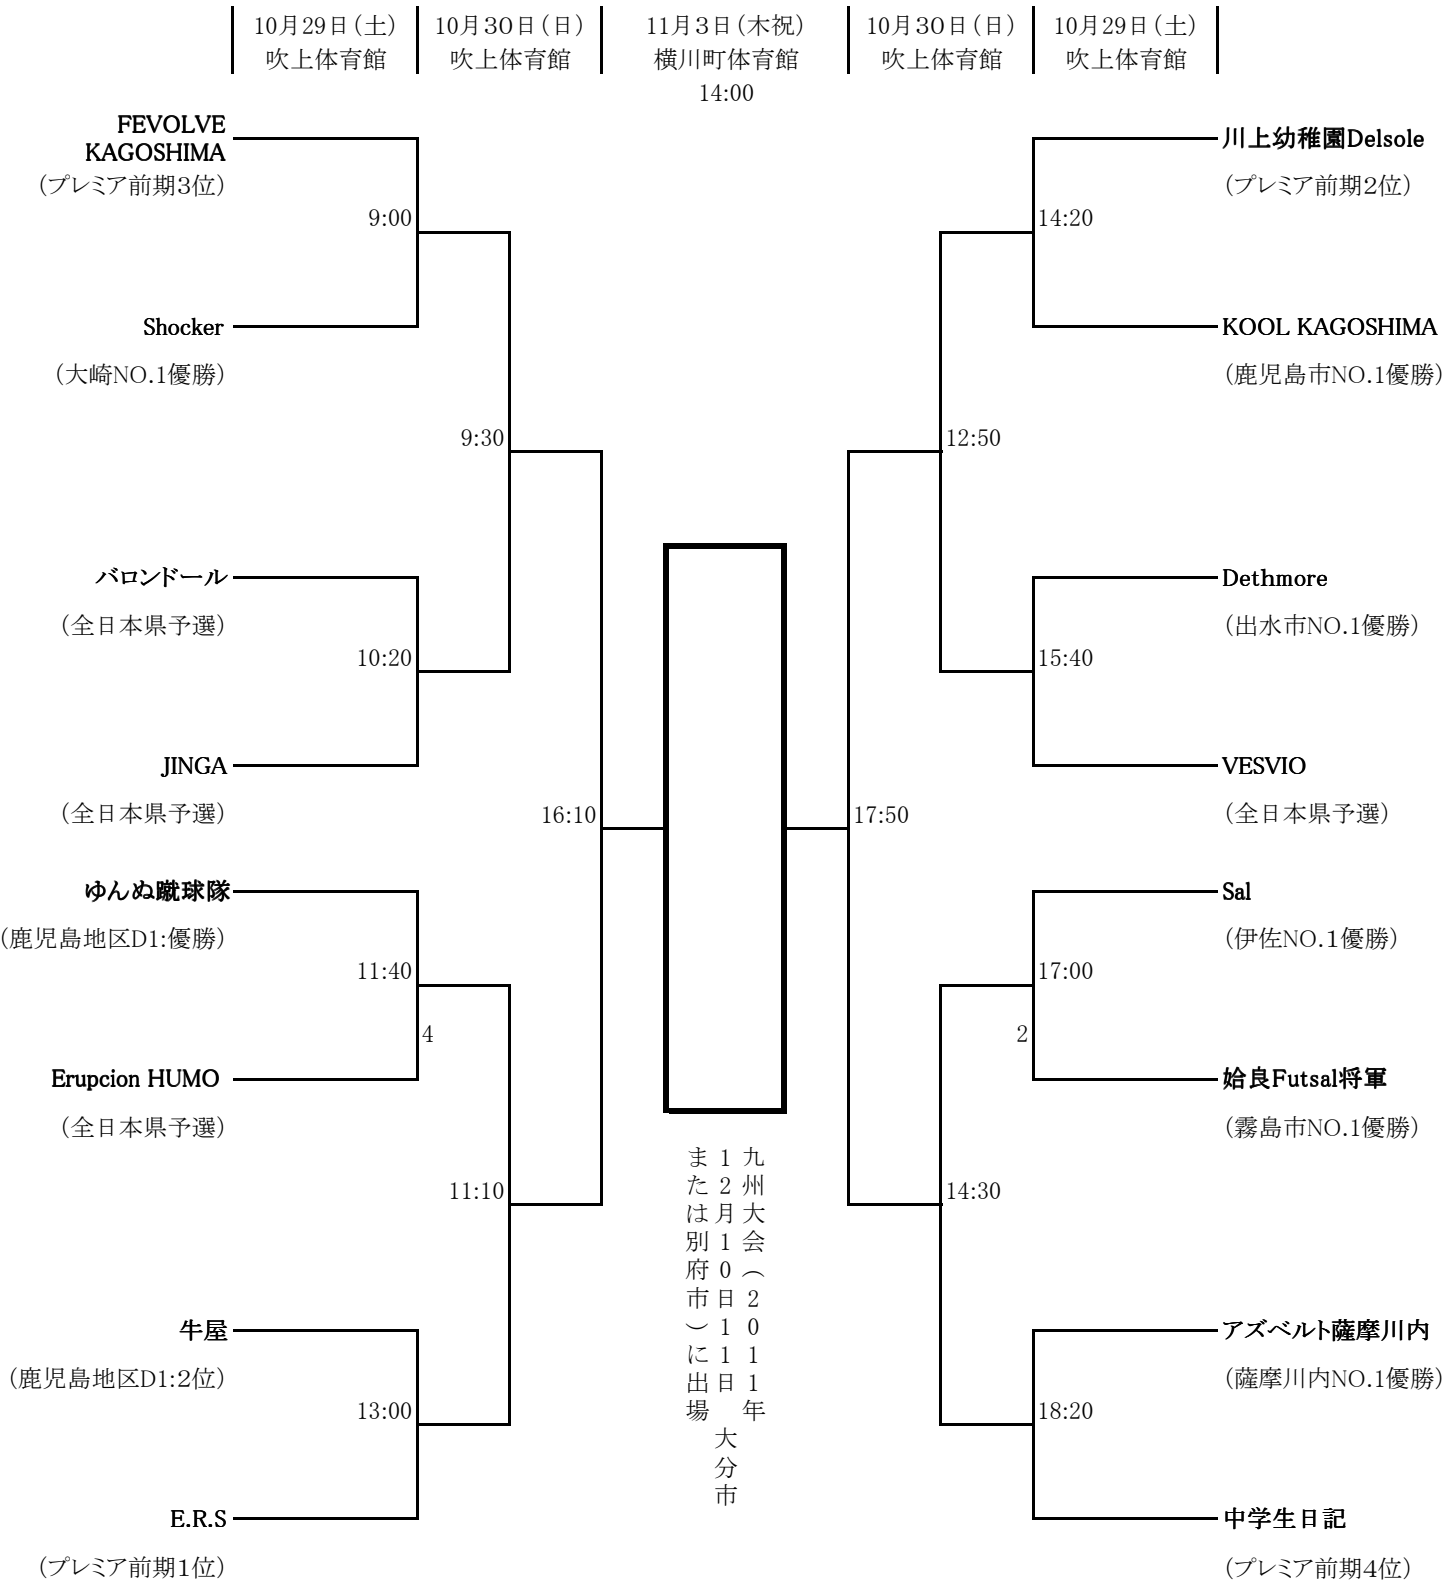 10月29日（土）
吹上体育館
10月３０日（日）
吹上体育館
11月３日（木祝）
横川町体育館
14:00
10月３０日（日）
吹上体育館
10月29日（土）
吹上体育館
FEVOLVE
KAGOSHIMA
（プレミア前期３位）
9:00
Shocker
（大崎NO.1優勝）
9:30
バロンドール
（全日本県予選）
10:20
JINGA
（全日本県予選）
16:10
ゆんぬ蹴球隊
（鹿児島地区D1:優勝）
11:40
4
Erupcion HUMO
（全日本県予選）
11:10
牛屋
（鹿児島地区D1:２位）
13:00
E.R.S
（プレミア前期１位）
九州大会（２０１１年
１２月１０日１１日　大分市
または別府市）に出場
川上幼稚園Delsole
（プレミア前期２位）
14:20
KOOL KAGOSHIMA
（鹿児島市NO.1優勝）
12:50
Dethmore
（出水市NO.1優勝）
15:40
VESVIO
（全日本県予選）
17:50
Sal
（伊佐NO.１優勝）
17:00
2
姶良Futsal将軍
（霧島市NO.1優勝）
14:30
アズベルト薩摩川内
（薩摩川内NO.1優勝）
18:20
中学生日記
（プレミア前期４位）